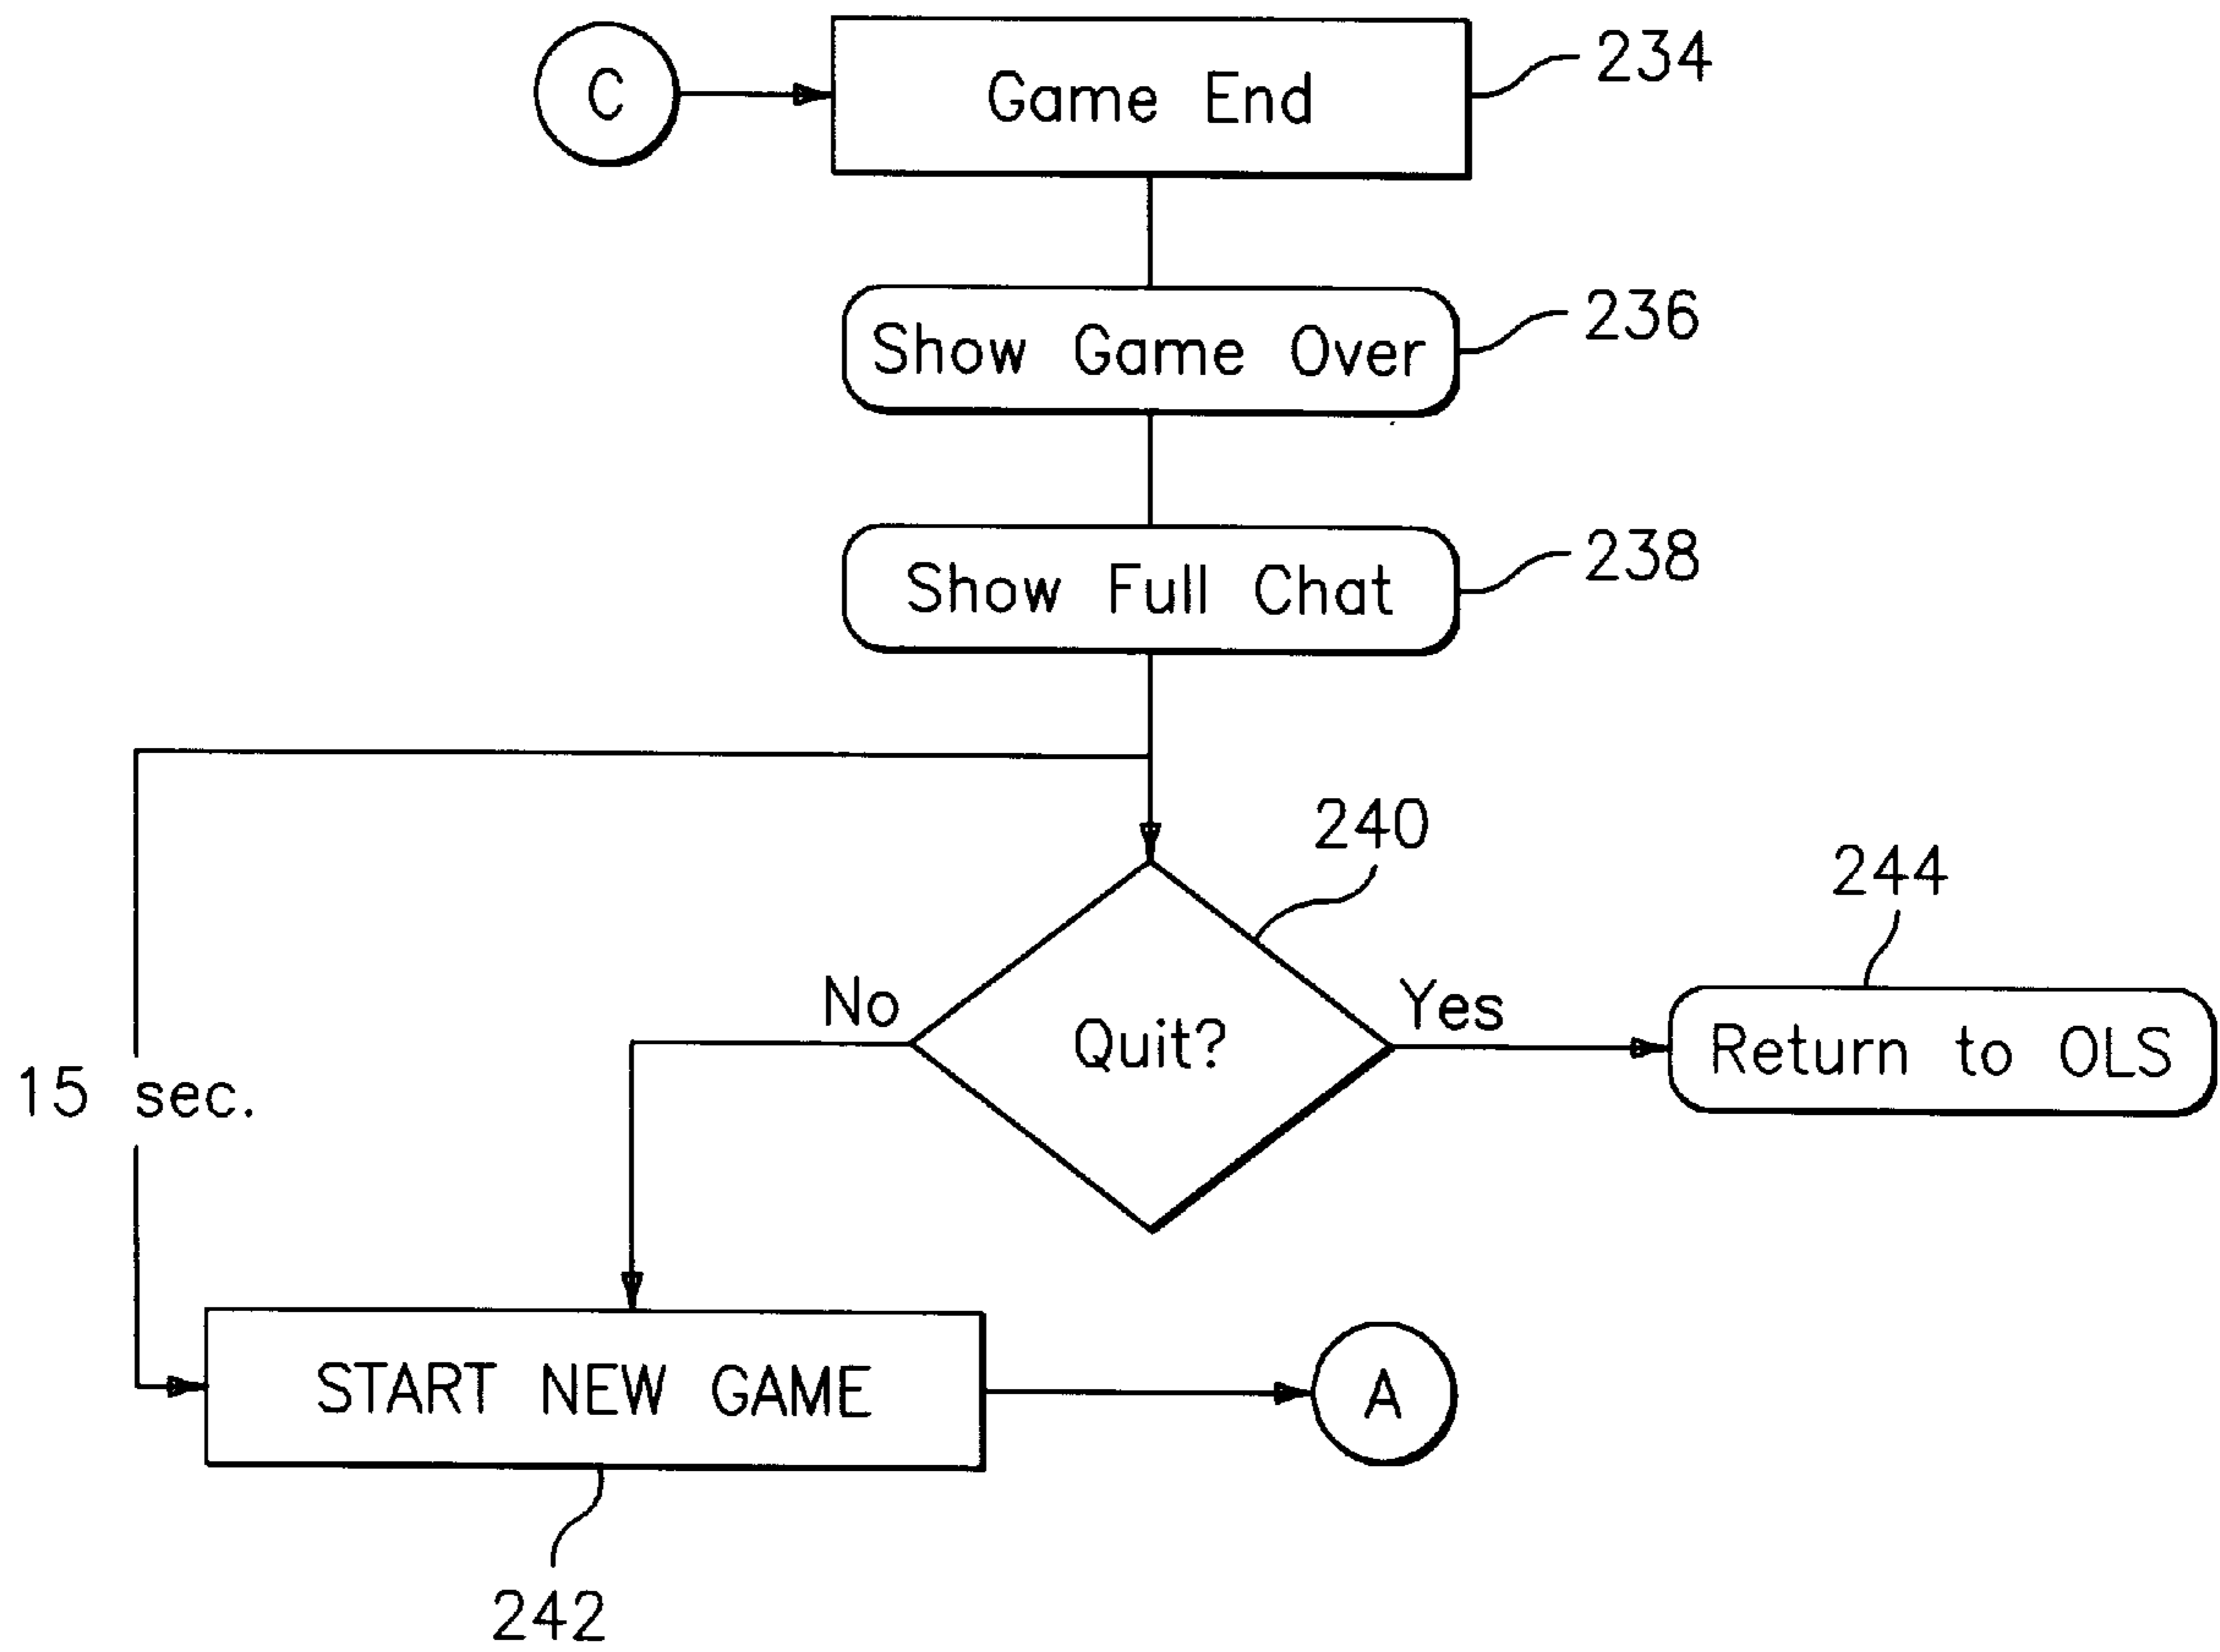 C
Game End
234
Show Game Over
236
Show Full Chat
238
240
244
No
Quit?
Yes
Return to OLS
15 sec.
START NEW GAME
A
242